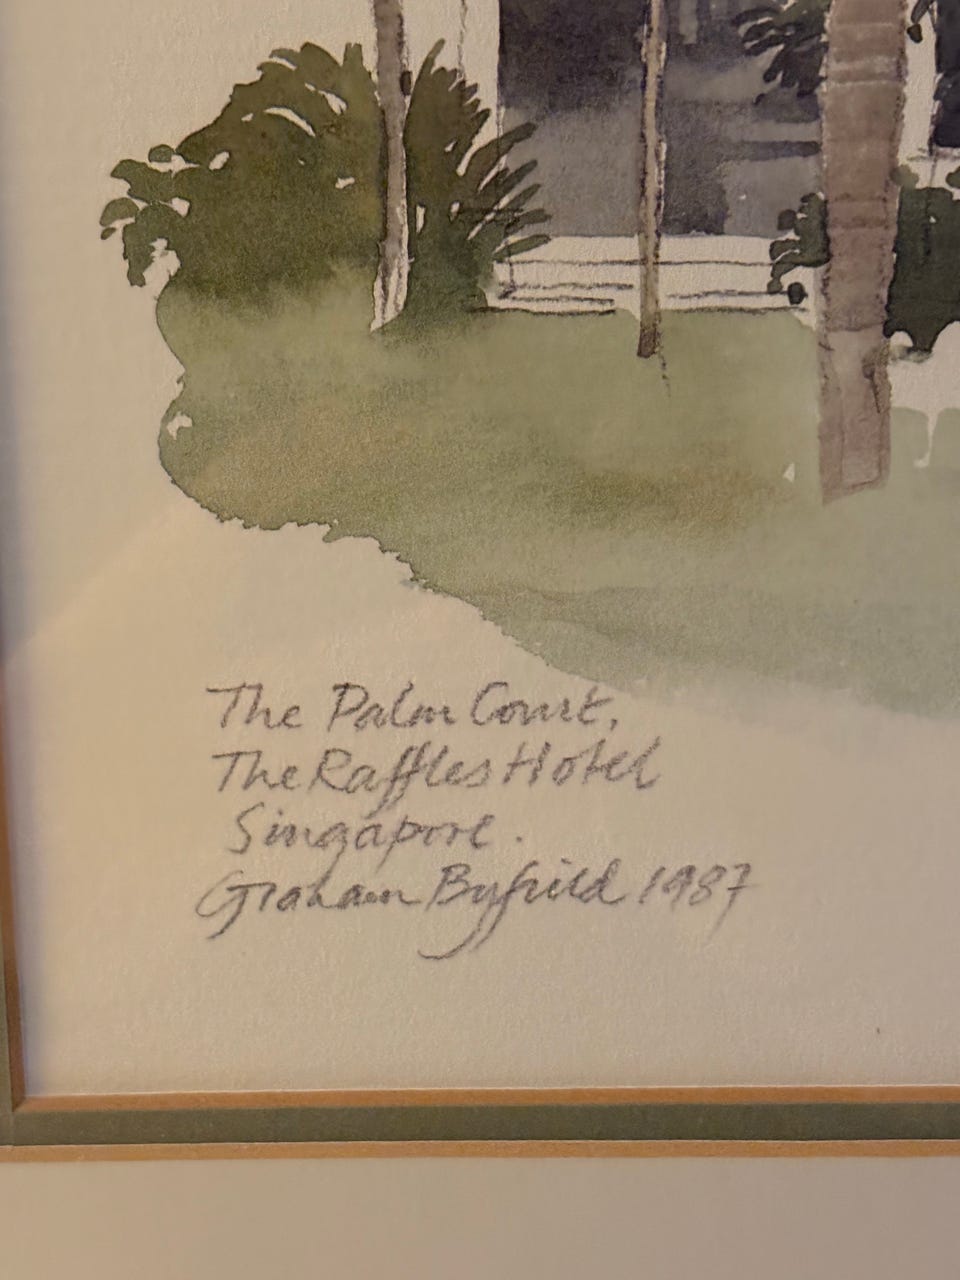 The Palm Court,
The Raffles Hotel
Singapore.
Graham Byfield 1987